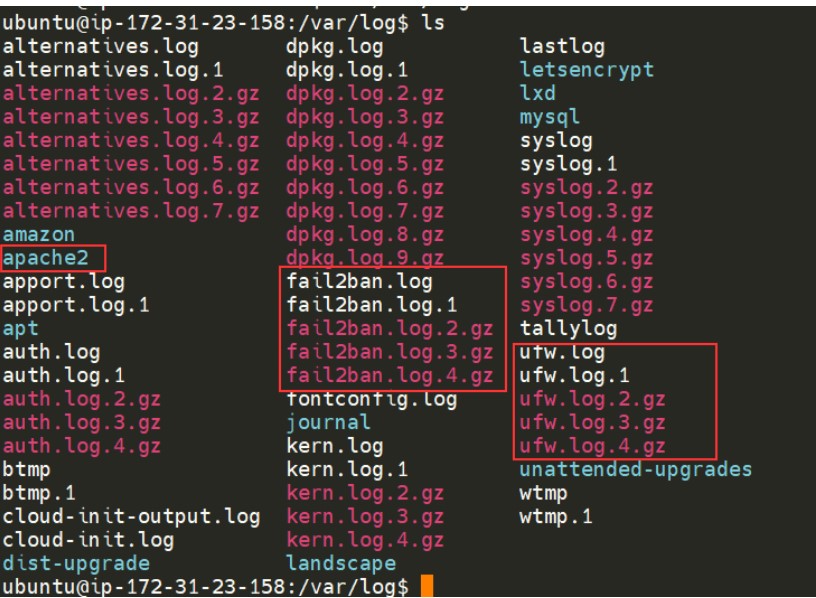 ubuntu@ip-172-31-23-158:/var/log$ ls
alternatives.log dpkg.log lastlog
alternatives.log.1 dpkg.log.1 letsencrypt
alternatives.log.2.gz dpkg.log.2.gz lxd
alternatives.log.3.gz dpkg.log.3.gz mysql
alternatives.log.4.gz dpkg.log.4.gz syslog
alternatives.log.5.gz dpkg.log.5.gz syslog.1
alternatives.log.6.gz dpkg.log.6.gz syslog.2.gz
alternatives.log.7.gz dpkg.log.7.gz syslog.3.gz
amazon dpkg.log.8.gz syslog.4.gz
apache2 dpkg.log.9.gz syslog.5.gz
apport.log fail2ban.log syslog.6.gz
apport.log.1 fail2ban.log.1 syslog.7.gz
apt fail2ban.log.2.gz tallylog
auth.log fail2ban.log.3.gz ufw.log
auth.log.1 fail2ban.log.4.gz ufw.log.1
auth.log.2.gz fontconfig.log ufw.log.2.gz
auth.log.3.gz journal ufw.log.3.gz
auth.log.4.gz kern.log ufw.log.4.gz
btmp kern.log.1 unattended-upgrades
btmp.1 kern.log.2.gz wtmp
cloud-init-output.log kern.log.3.gz wtmp.1
cloud-init.log kern.log.4.gz
dist-upgrade landscape
ubuntu@ip-172-31-23-158:/var/log$